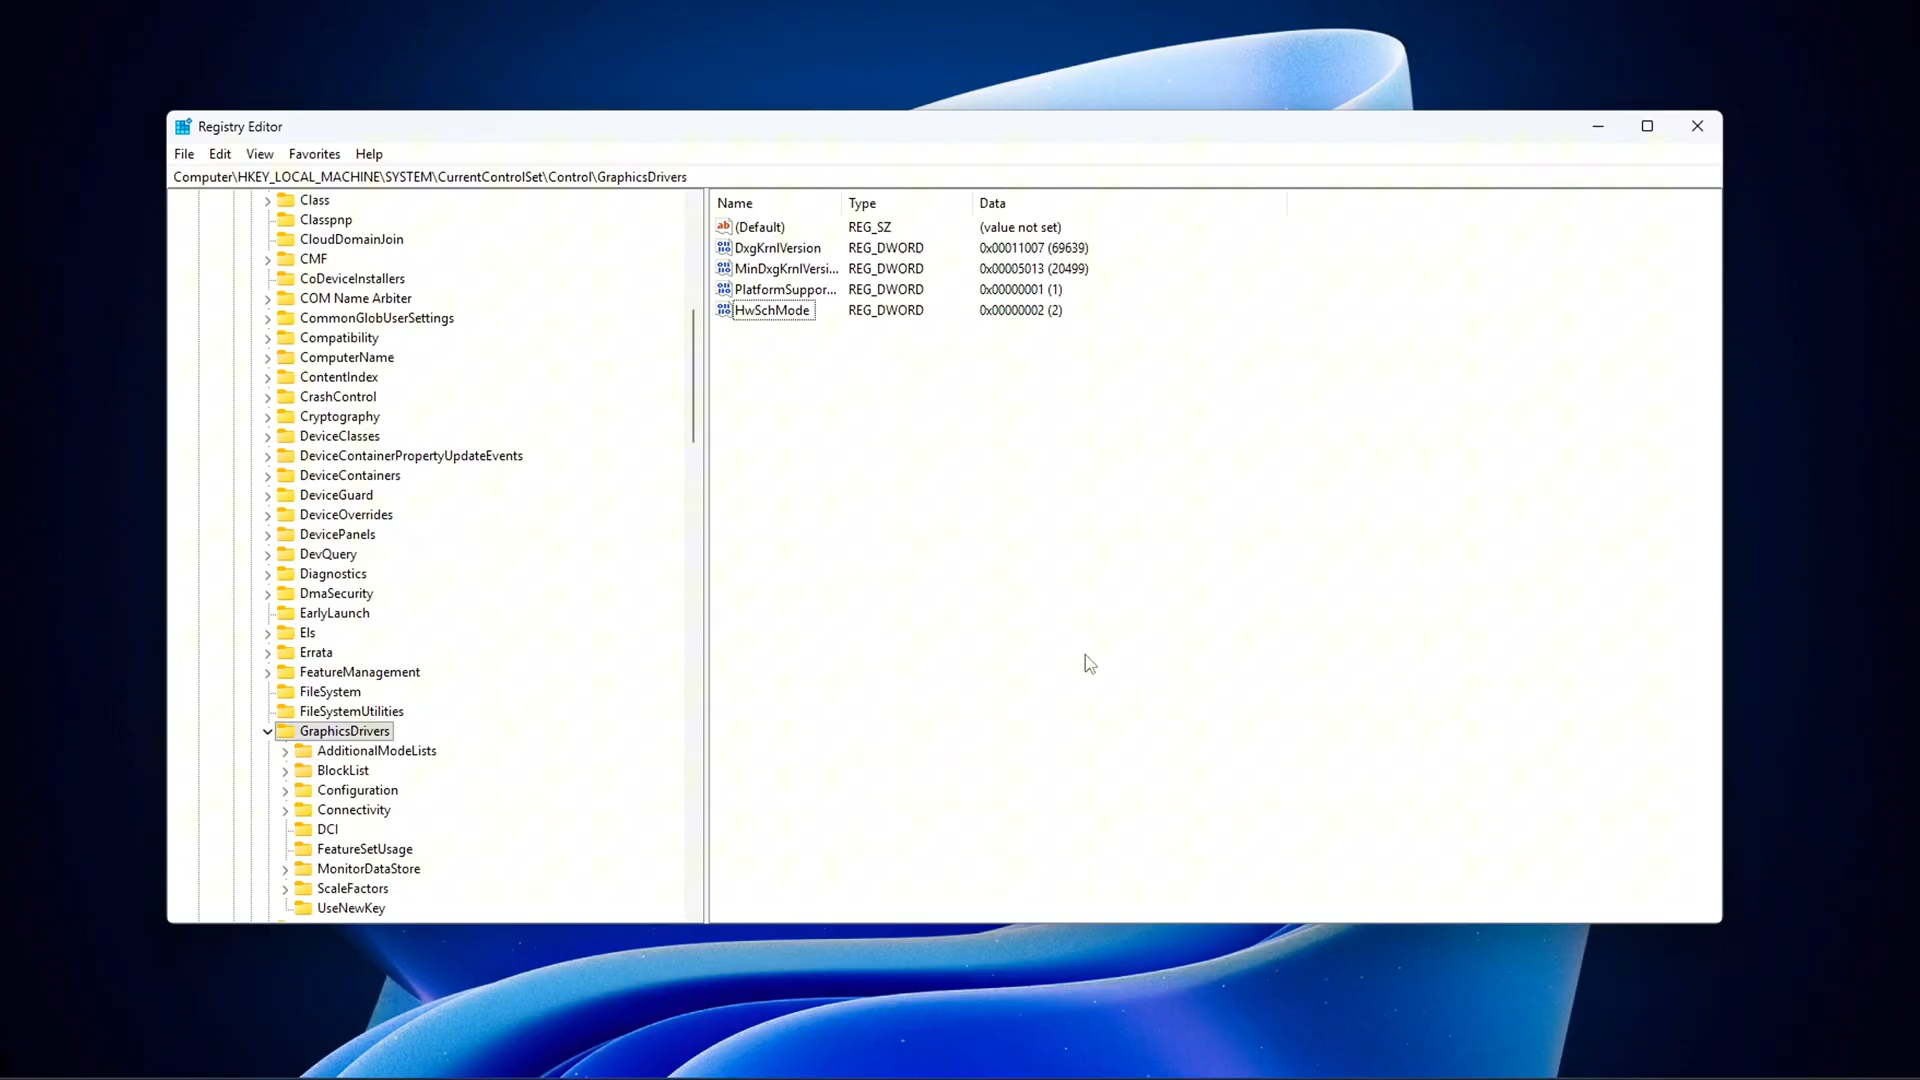 Registry Editor
File Edit View Favorites Help
Computer\HKEY_LOCAL_MACHINE\SYSTEM\CurrentControlSet\Control\GraphicsDrivers
Class
Classpnp
CloudDomainJoin
CMF
CoDeviceInstallers
COM Name Arbiter
CommonGlobUserSettings
Compatibility
ComputerName
ContentIndex
CrashControl
Cryptography
DeviceClasses
DeviceContainerPropertyUpdateEvents
DeviceContainers
DeviceGuard
DeviceOverrides
DevicePanels
DevQuery
Diagnostics
DmaSecurity
EarlyLaunch
Els
Errata
FeatureManagement
FileSystem
FileSystemUtilities
GraphicsDrivers
AdditionalModeLists
BlockList
Configuration
Connectivity
DCI
FeatureSetUsage
MonitorDataStore
ScaleFactors
UseNewKey
Name Type Data
(Default) REG_SZ (value not set)
DxgKrnlVersion REG_DWORD 0x00011007 (69639)
MinDxgKrnlVersi... REG_DWORD 0x00005013 (20499)
PlatformSuppor... REG_DWORD 0x00000001 (1)
HwSchMode REG_DWORD 0x00000002 (2)